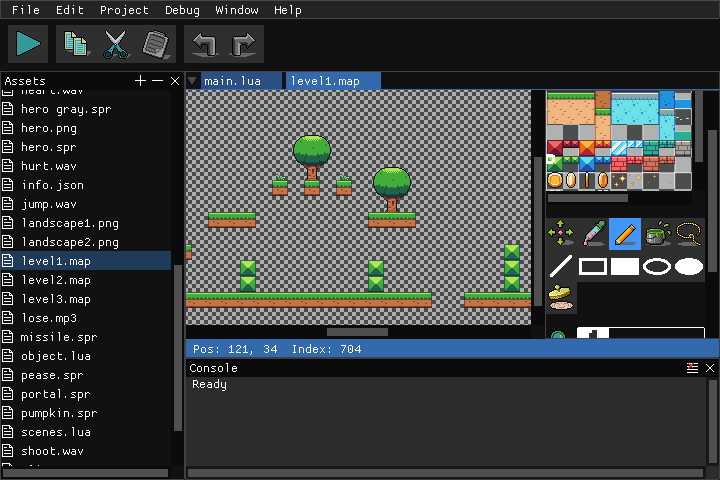 File Edit Project Debug Window Help
Assets
main.lua level1.map
heart.wav
hero gray.spr
hero.png
hero.spr
hurt.wav
info.json
jump.wav
landscape1.png
landscape2.png
level1.map
level2.map
level3.map
lose.mp3
missile.spr
object.lua
pease.spr
portal.spr
pumpkin.spr
scenes.lua
shoot.wav
Pos: 121, 34 Index: 704
Console
Ready